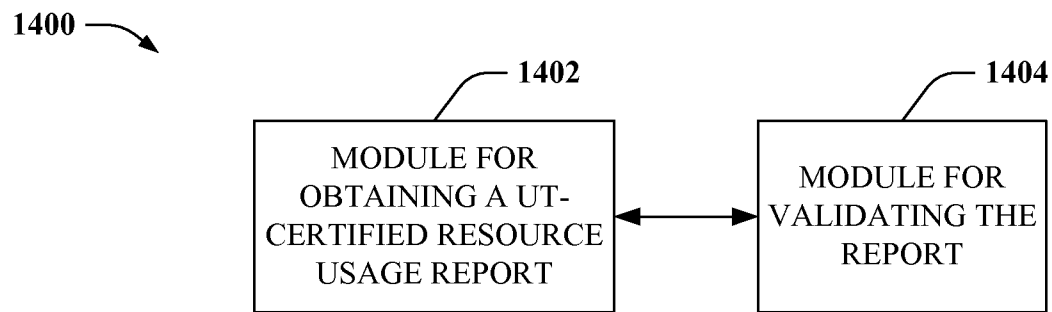 1400
1402
1404
MODULE FOR
OBTAINING A UT-
CERTIFIED RESOURCE
USAGE REPORT
MODULE FOR
VALIDATING THE
REPORT